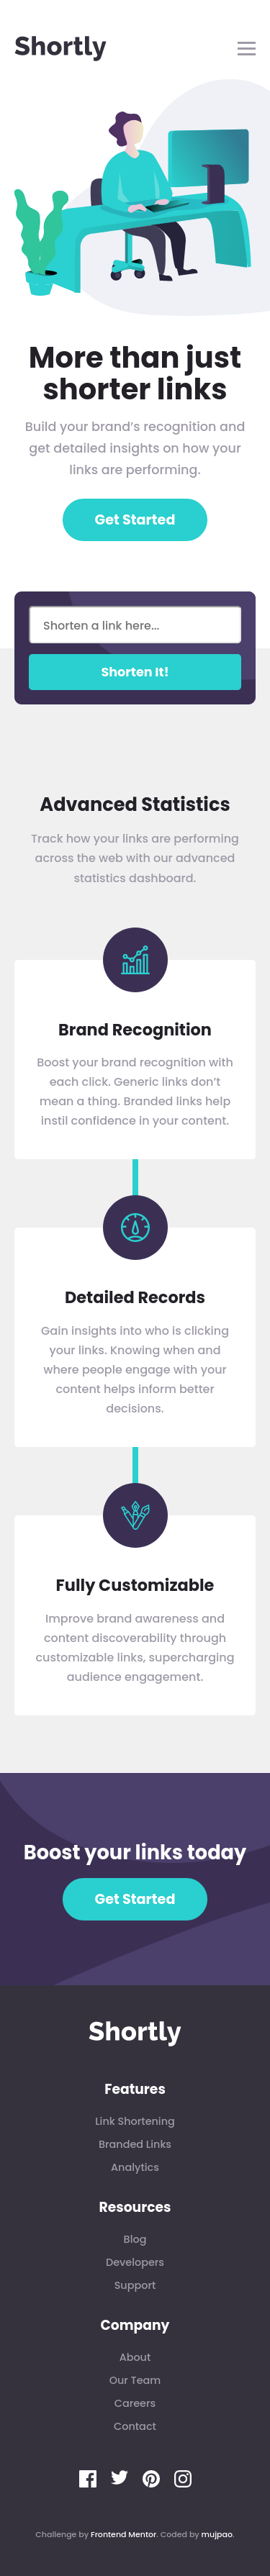 Shortly
More than just
shorter links
Build your brand’s recognition and
get detailed insights on how your
links are performing.
Get Started
Shorten a link here...
Shorten It!
Advanced Statistics
Track how your links are performing
across the web with our advanced
statistics dashboard.
Brand Recognition
Boost your brand recognition with
each click. Generic links don’t
mean a thing. Branded links help
instil confidence in your content.
Detailed Records
Gain insights into who is clicking
your links. Knowing when and
where people engage with your
content helps inform better
decisions.
Fully Customizable
Improve brand awareness and
content discoverability through
customizable links, supercharging
audience engagement.
Boost your links today
Get Started
Shortly
Features
Link Shortening
Branded Links
Analytics
Resources
Blog
Developers
Support
Company
About
Our Team
Careers
Contact
Challenge by Frontend Mentor. Coded by mujpao.